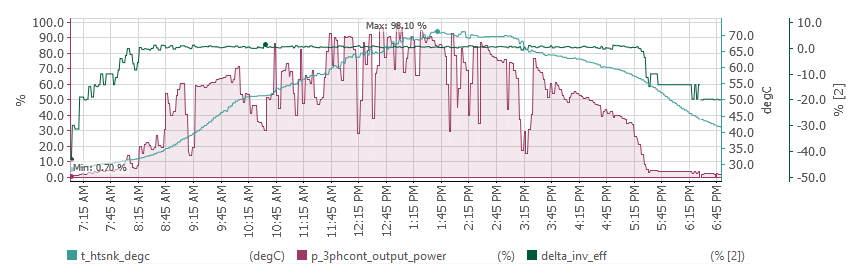 Max: 98.10 %
100.0
90.0
80.0
70.0
60.0
50.0
40.0
30.0
20.0
10.0
0.0
%
Min: 0.70 %
70.0
65.0
60.0
55.0
50.0
45.0
40.0
35.0
30.0
degC
10.0
0.0
-10.0
-20.0
-30.0
-40.0
-50.0
% [2]
7:15 AM
7:45 AM
8:15 AM
8:45 AM
9:15 AM
9:45 AM
10:15 AM
10:45 AM
11:15 AM
11:45 AM
12:15 PM
12:45 PM
1:15 PM
1:45 PM
2:15 PM
2:45 PM
3:15 PM
3:45 PM
4:15 PM
4:45 PM
5:15 PM
5:45 PM
6:15 PM
6:45 PM
t_htsnk_degc (degC) p_3phcont_output_power (%) delta_inv_eff (% [2])